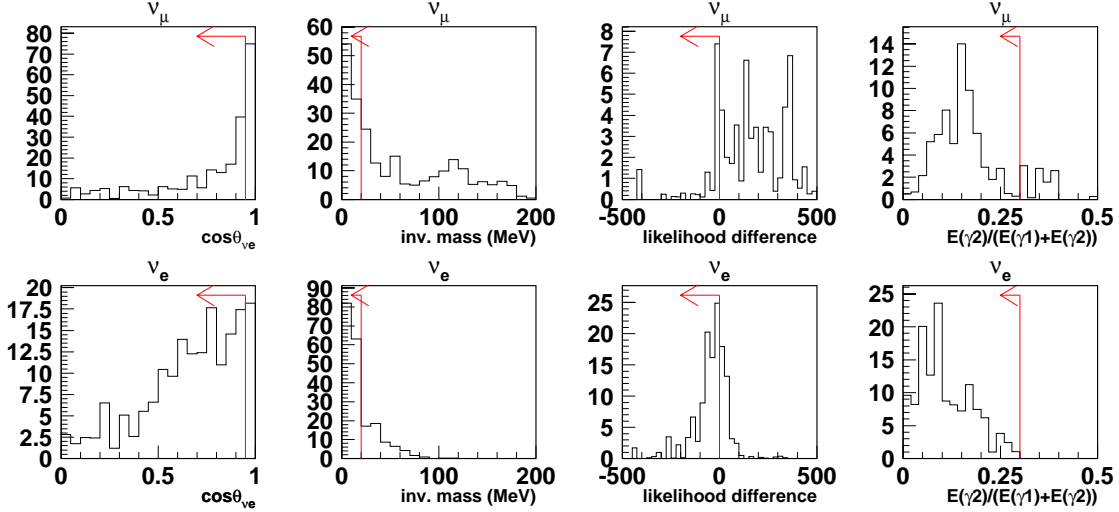 ν_μ ν_μ ν_μ ν_μ
80 70 60 50 40 30 20 10 0
0 0.5 1
cosθ_νe
60 50 40 30 20 10 0
0 100 200
inv. mass (MeV)
8 7 6 5 4 3 2 1 0
-500 0 500
likelihood difference
14 12 10 8 6 4 2 0
0 0.25 0.5
E(γ2)/(E(γ1)+E(γ2))
ν_e ν_e ν_e ν_e
20 17.5 15 12.5 10 7.5 5 2.5 0
0 0.5 1
cosθ_νe
90 80 70 60 50 40 30 20 10 0
0 100 200
inv. mass (MeV)
25 20 15 10 5 0
-500 0 500
likelihood difference
25 20 15 10 5 0
0 0.25 0.5
E(γ2)/(E(γ1)+E(γ2))